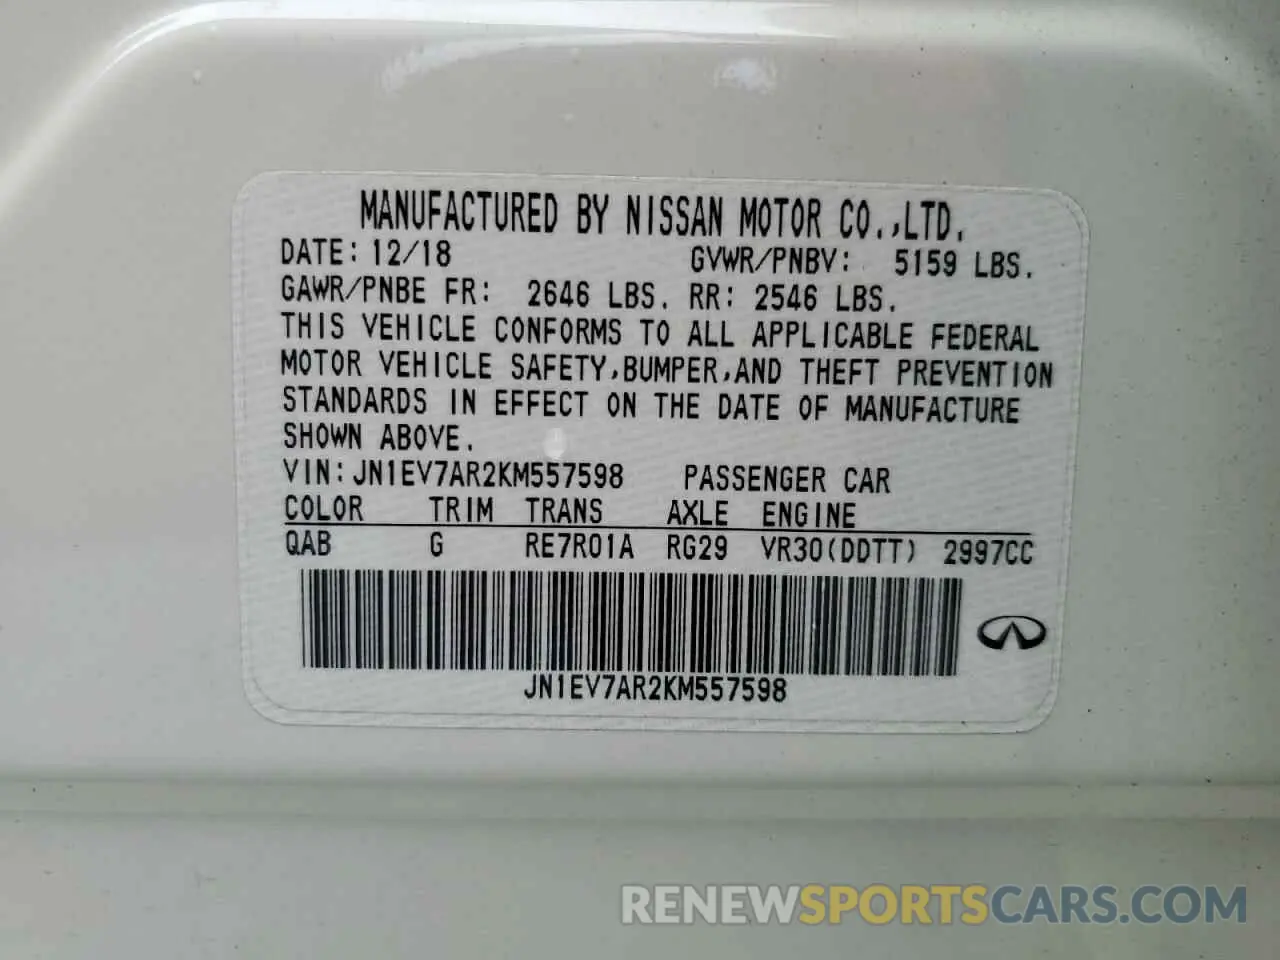 MANUFACTURED BY NISSAN MOTOR CO.,LTD.
DATE: 12/18 GVWR/PNBV: 5159 LBS.
GAWR/PNBE FR: 2646 LBS. RR: 2546 LBS.
THIS VEHICLE CONFORMS TO ALL APPLICABLE FEDERAL
MOTOR VEHICLE SAFETY,BUMPER,AND THEFT PREVENTION
STANDARDS IN EFFECT ON THE DATE OF MANUFACTURE
SHOWN ABOVE.
VIN:JN1EV7AR2KM557598 PASSENGER CAR
COLOR TRIM TRANS AXLE ENGINE
QAB G RE7R01A RG29 VR30(DDTT) 2997CC
JN1EV7AR2KM557598
RENEWSPORTSCARS.COM